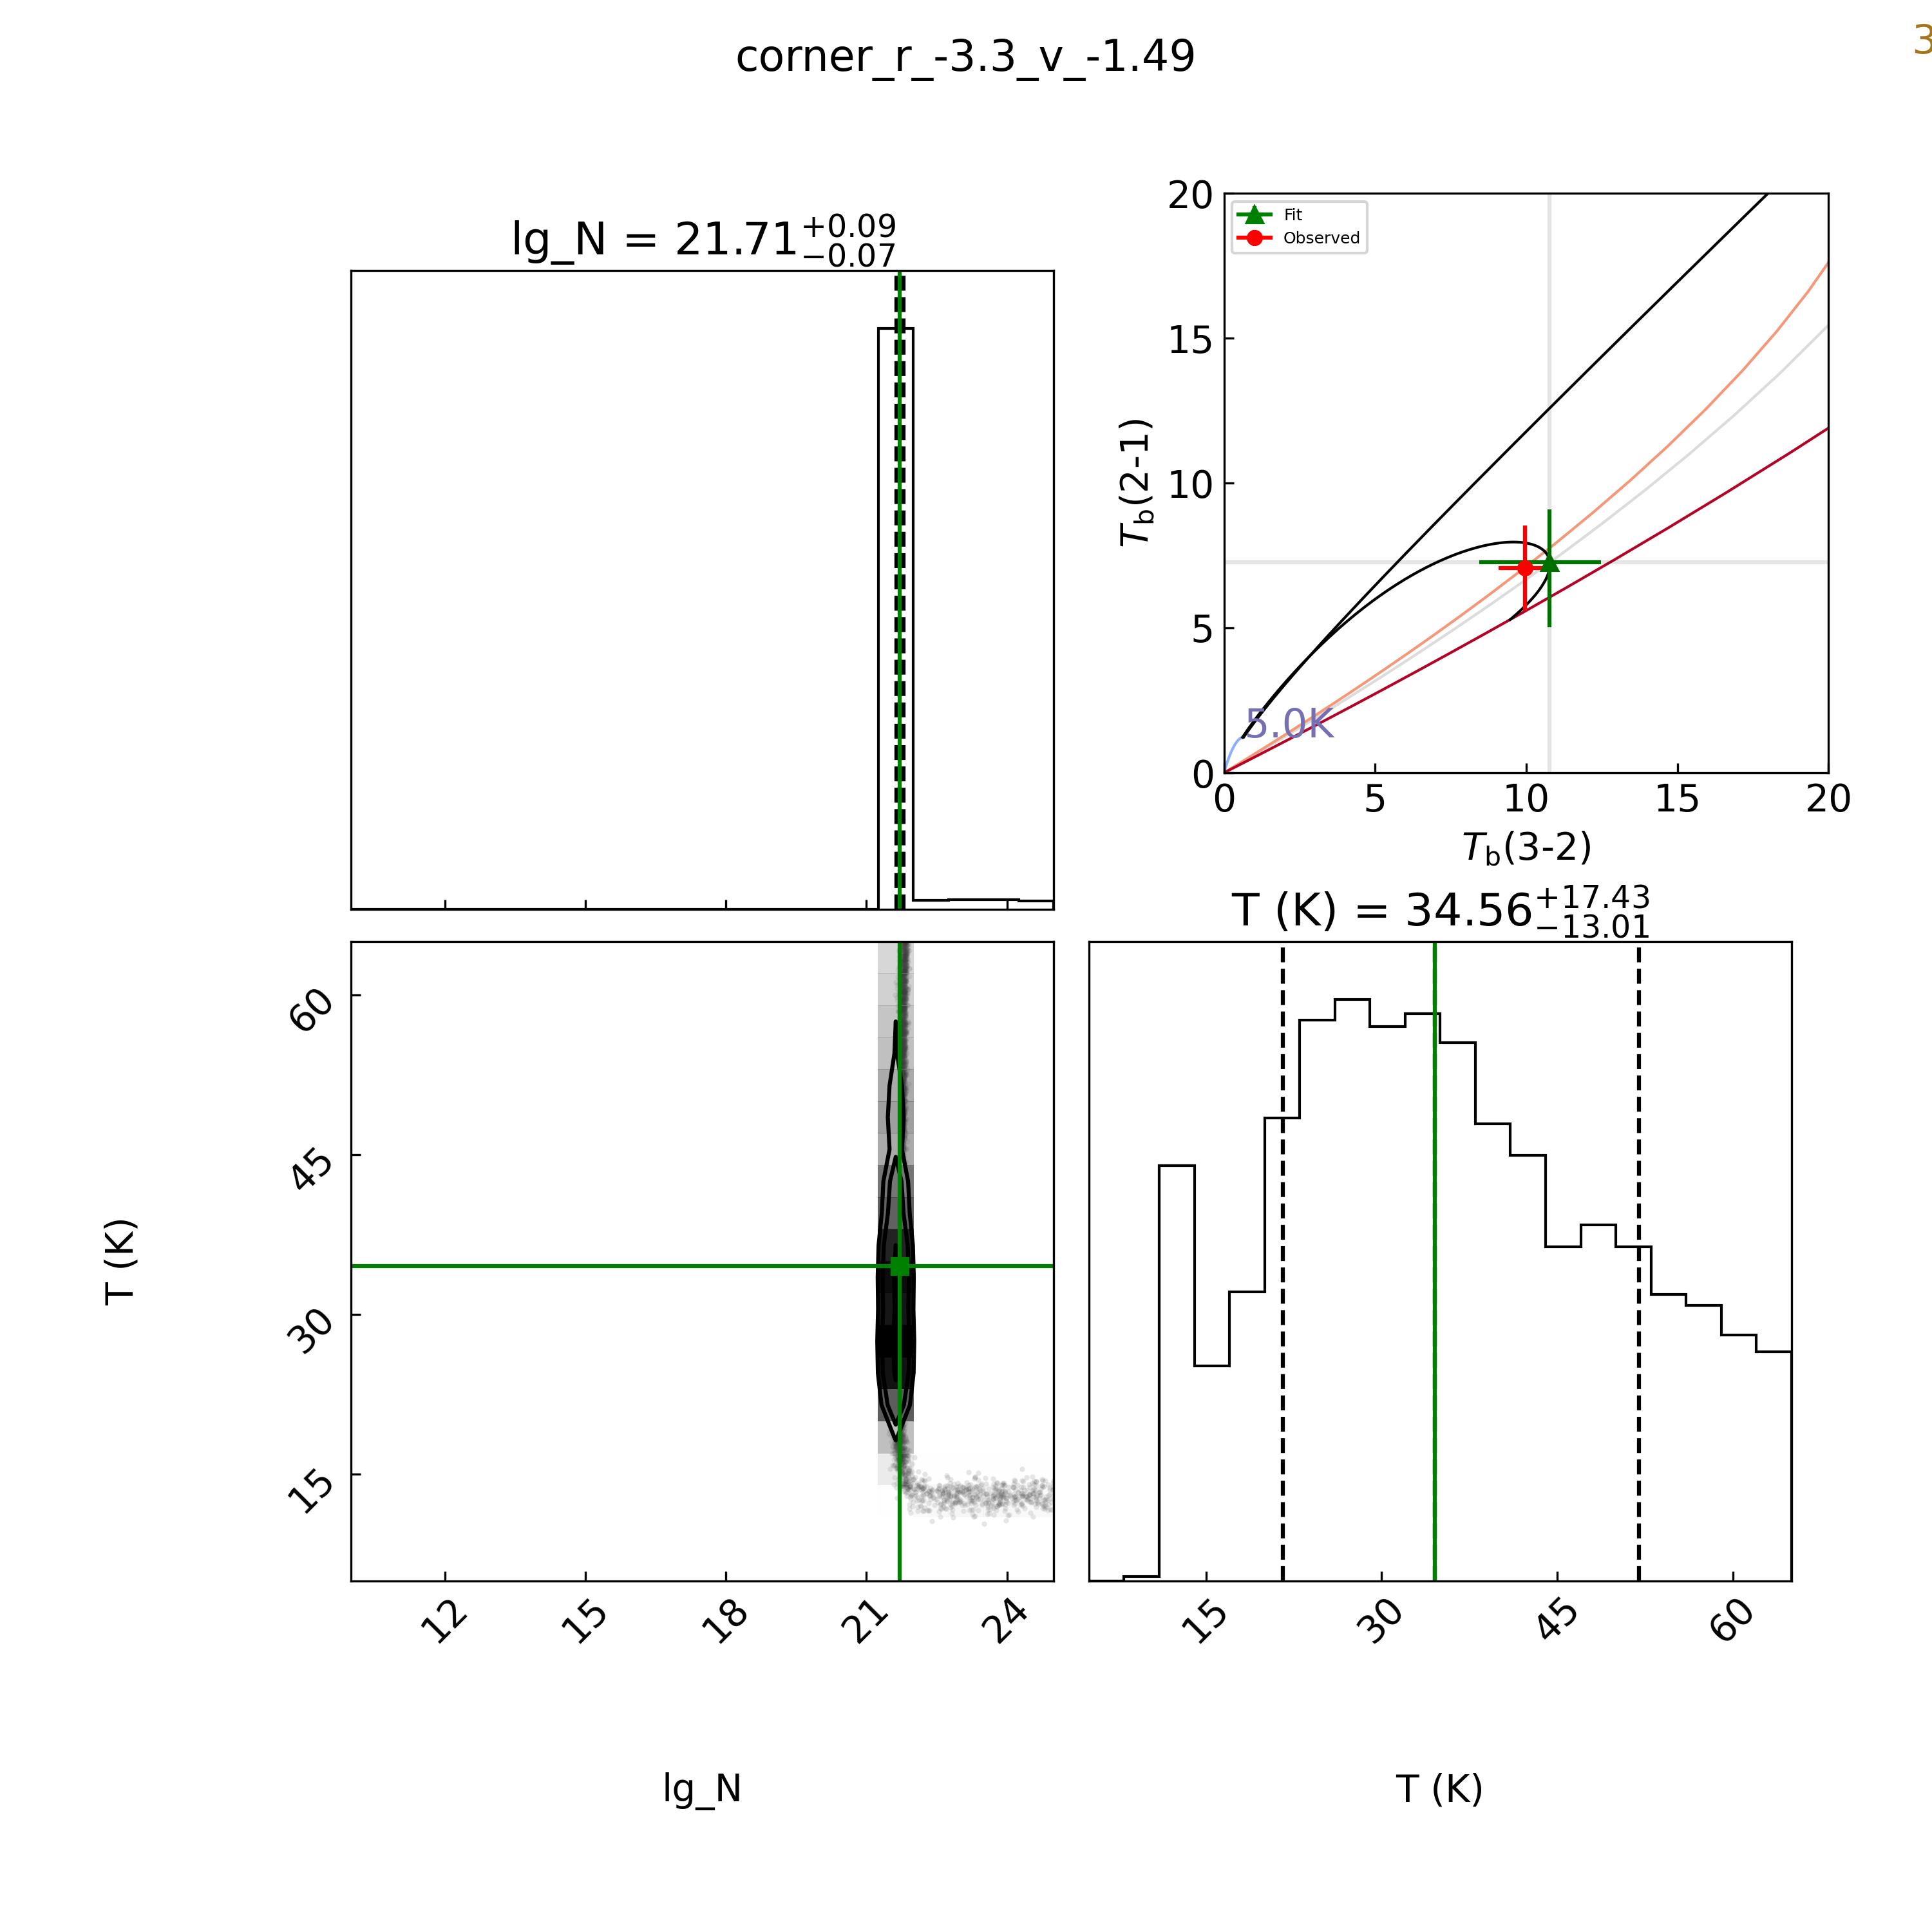 corner_r_-3.3_v_-1.49
3
lg_N = 21.71+0.09−0.07
20
15
10
5
0
Tb(2-1)
Fit
Observed
5.0K
0 5 10 15 20
Tb(3-2)
T (K) = 34.56+17.43−13.01
60
45
30
15
T (K)
12 15 18 21 24
15 30 45 60
lg_N
T (K)